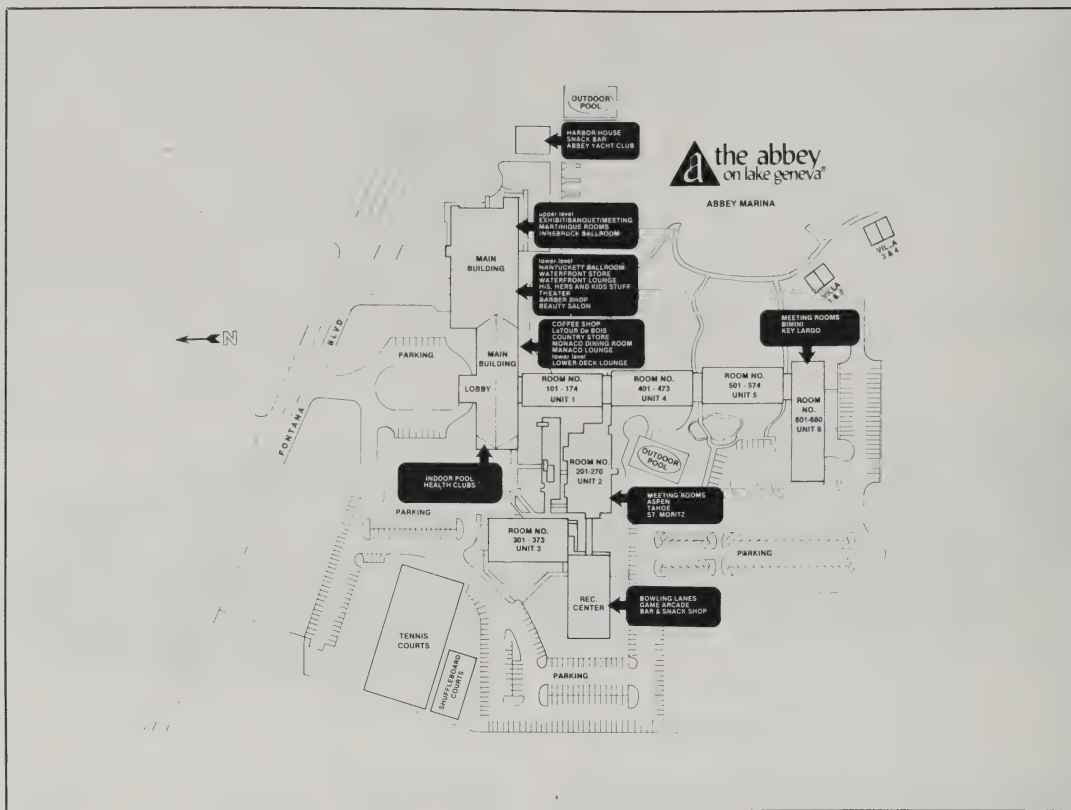 OUTDOOR
POOL
HARBOR HOUSE
SNACK BAR
ABBEY YACHT CLUB
a the abbey
on lake geneva®
ABBEY MARINA
upper level
EXHIBIT/BANQUET/MEETING
MARTINIQUE ROOMS
INNSBRUCK BALLROOM
MAIN
BUILDING
lower level
NANTUCKETT BALLROOM
WATERFRONT STORE
WATERFRONT LOUNGE
HIS, HERS AND KIDS STUFF
THEATER
BARBER SHOP
BEAUTY SALON
VILLA
3 & 4
VILLA
1 & 2
N
BLVD
FONTANA
PARKING
MAIN
BUILDING
LOBBY
COFFEE SHOP
LaTOUR De BOIS
COUNTRY STORE
MONACO DINING ROOM
MANACO LOUNGE
lower level
LOWER DECK LOUNGE
MEETING ROOMS
BIMINI
KEY LARGO
ROOM NO.
101 - 174
UNIT 1
ROOM NO.
401 - 473
UNIT 4
ROOM NO.
501 - 574
UNIT 5
ROOM
NO.
601-680
UNIT 6
INDOOR POOL
HEALTH CLUBS
ROOM NO.
201-270
UNIT 2
OUTDOOR
POOL
MEETING ROOMS
ASPEN
TAHOE
ST. MORITZ
PARKING
ROOM NO.
301 - 373
UNIT 3
PARKING
REC.
CENTER
BOWLING LANES
GAME ARCADE
BAR & SNACK SHOP
TENNIS
COURTS
SHUFFLEBOARD
COURTS
PARKING